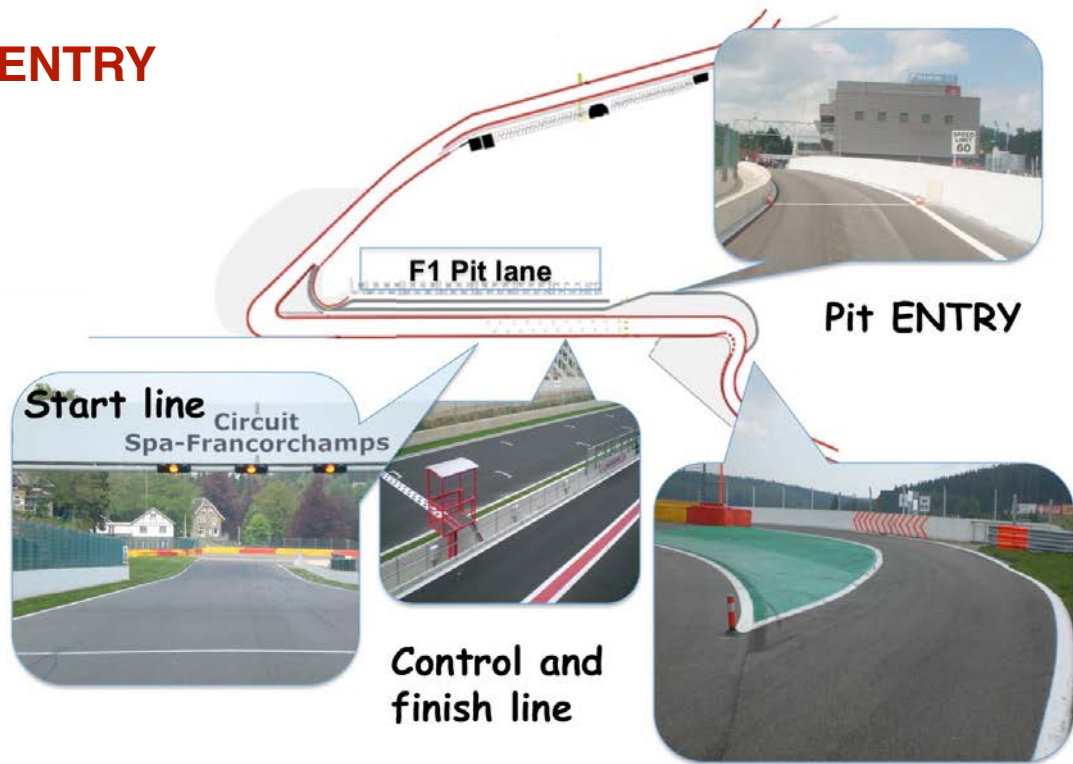 ENTRY
SPEED
LIMIT
60
F1 Pit lane
Pit ENTRY
Start line
Circuit
Spa-Francorchamps
Control and
finish line